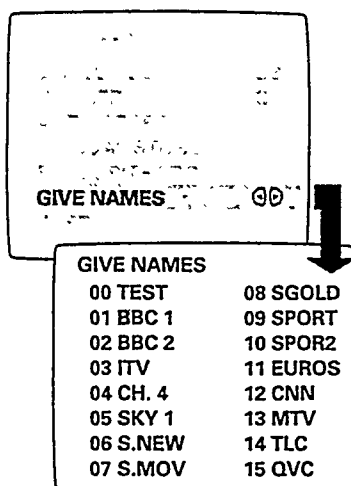 GIVE NAMES
GIVE NAMES
00 TEST
01 BBC 1
02 BBC 2
03 ITV
04 CH. 4
05 SKY 1
06 S.NEW
07 S.MOV
08 SGOLD
09 SPORT
10 SPOR2
11 EUROS
12 CNN
13 MTV
14 TLC
15 QVC